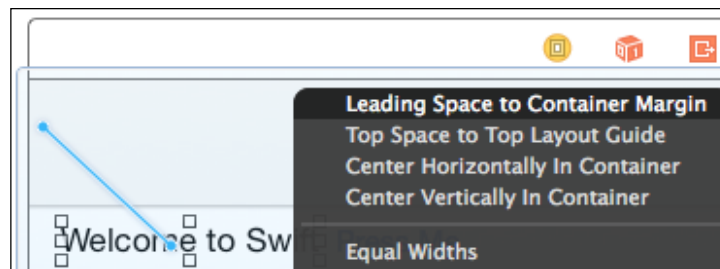 Leading Space to Container Margin
Top Space to Top Layout Guide
Center Horizontally In Container
Center Vertically In Container
Welcome to Swift
Equal Widths